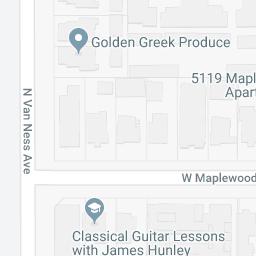 Golden Greek Produce
5119 Mapl
Apart
N Van Ness Ave
W Maplewood
Classical Guitar Lessons
with James Hunley